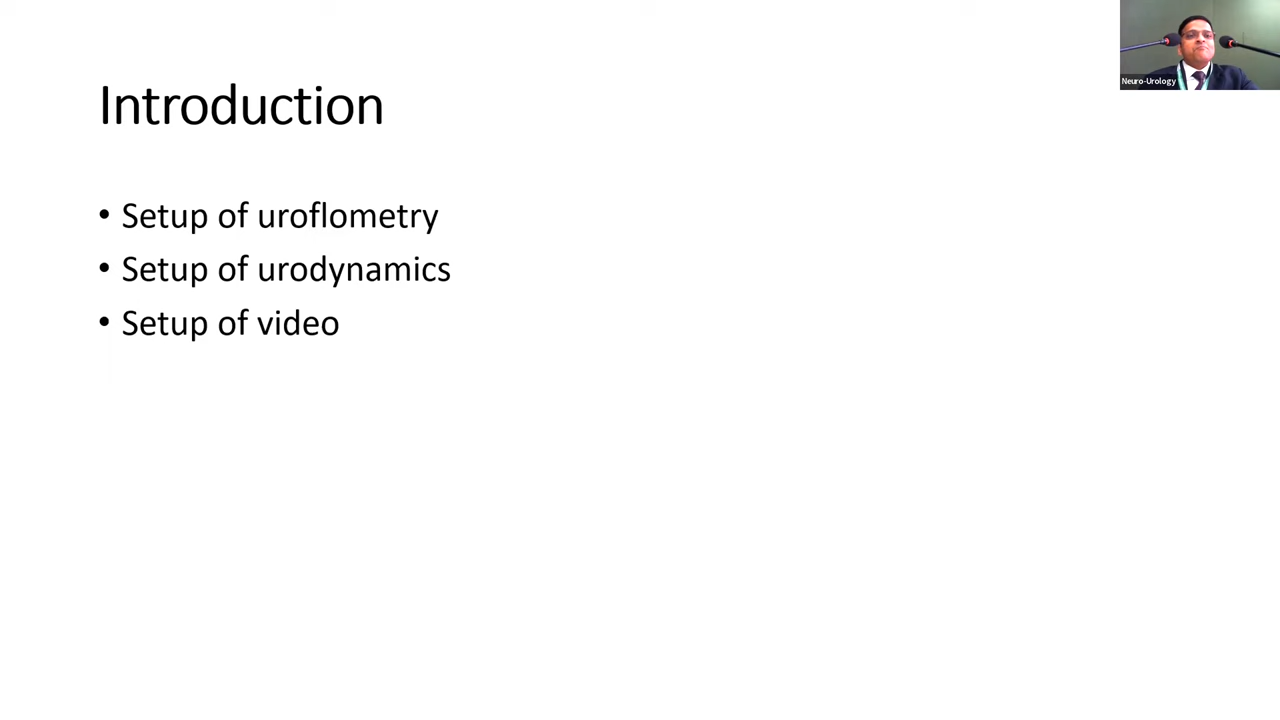 Neuro-Urology
Introduction
• Setup of uroflometry
• Setup of urodynamics
• Setup of video